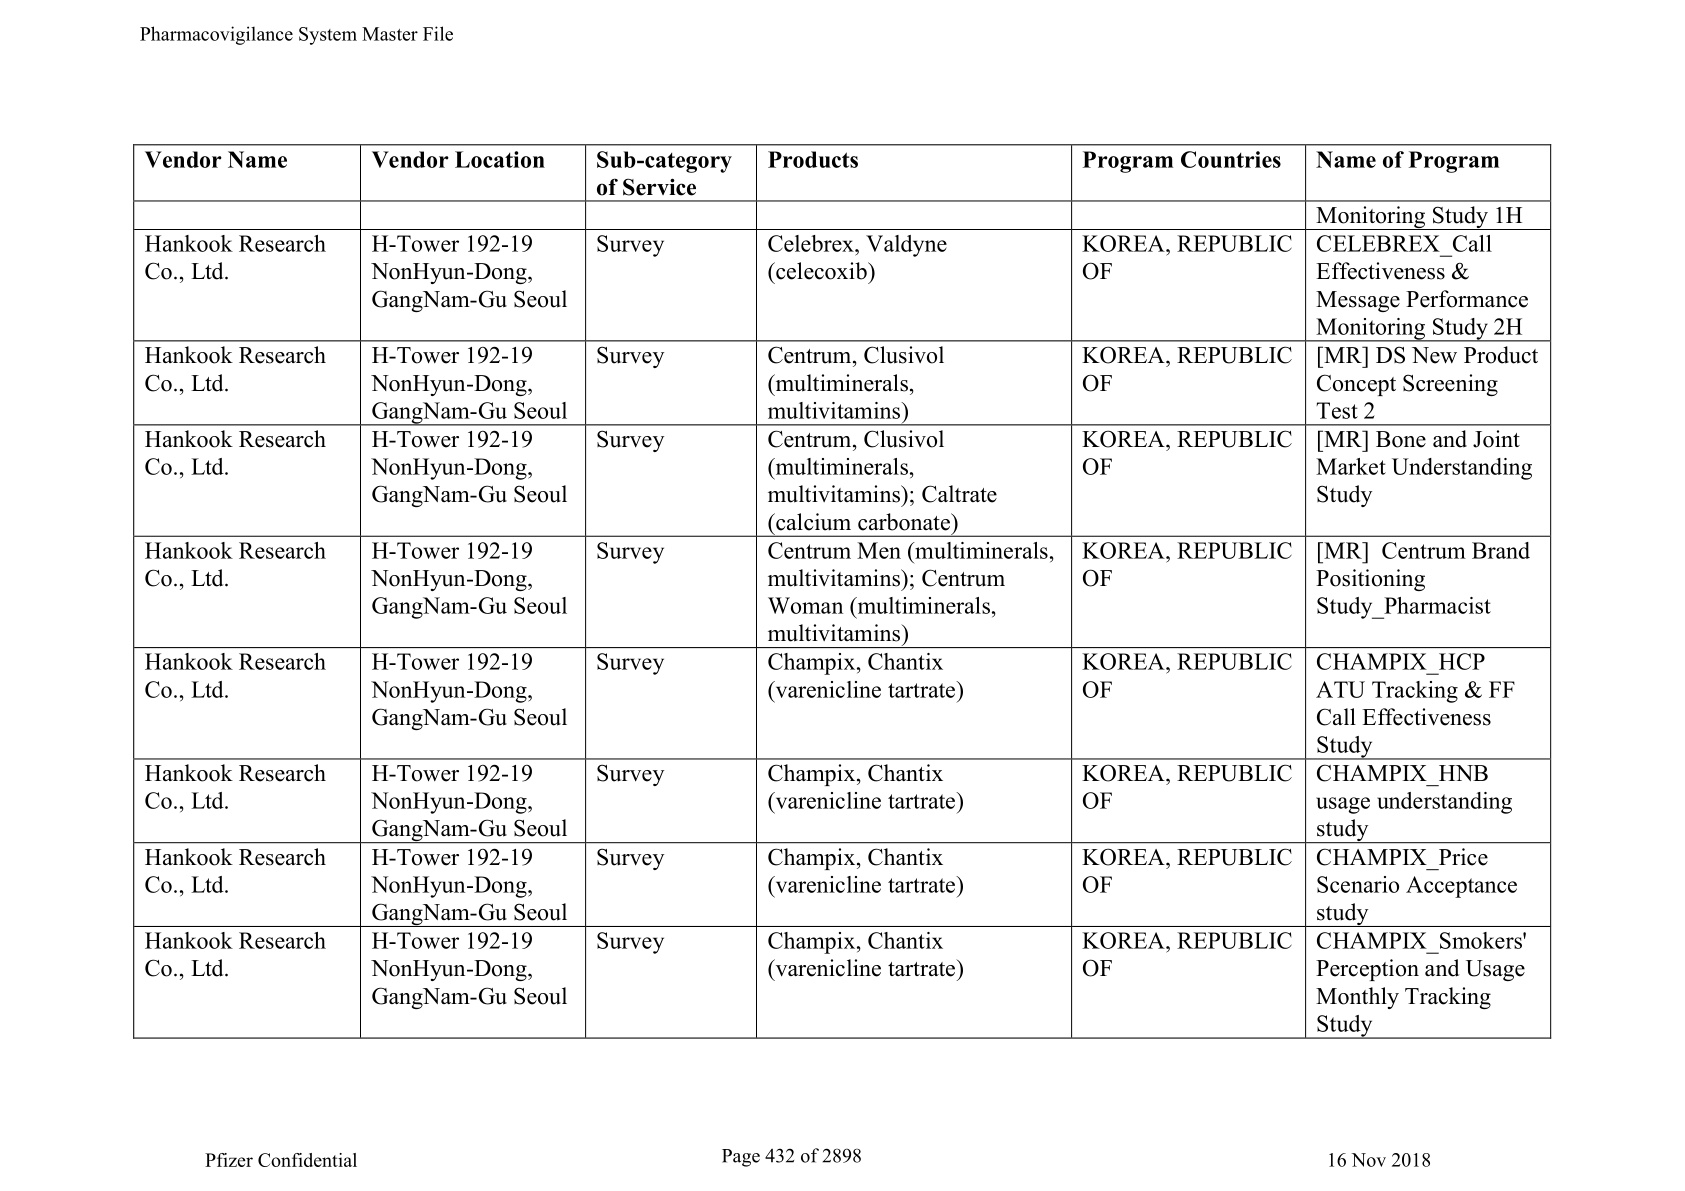 Pharmacovigilance System Master File
Vendor Name
Vendor Location
Sub-category
of Service
Products
Program Countries
Name of Program
Monitoring Study 1H
Hankook Research
Co., Ltd.
H-Tower 192-19
NonHyun-Dong,
GangNam-Gu Seoul
Survey
Celebrex, Valdyne
(celecoxib)
KOREA, REPUBLIC
OF
CELEBREX_Call
Effectiveness &
Message Performance
Monitoring Study 2H
Hankook Research
Co., Ltd.
H-Tower 192-19
NonHyun-Dong,
GangNam-Gu Seoul
Survey
Centrum, Clusivol
(multiminerals,
multivitamins)
KOREA, REPUBLIC
OF
[MR] DS New Product
Concept Screening
Test 2
Hankook Research
Co., Ltd.
H-Tower 192-19
NonHyun-Dong,
GangNam-Gu Seoul
Survey
Centrum, Clusivol
(multiminerals,
multivitamins); Caltrate
(calcium carbonate)
KOREA, REPUBLIC
OF
[MR] Bone and Joint
Market Understanding
Study
Hankook Research
Co., Ltd.
H-Tower 192-19
NonHyun-Dong,
GangNam-Gu Seoul
Survey
Centrum Men (multiminerals,
multivitamins); Centrum
Woman (multiminerals,
multivitamins)
KOREA, REPUBLIC
OF
[MR]  Centrum Brand
Positioning
Study_Pharmacist
Hankook Research
Co., Ltd.
H-Tower 192-19
NonHyun-Dong,
GangNam-Gu Seoul
Survey
Champix, Chantix
(varenicline tartrate)
KOREA, REPUBLIC
OF
CHAMPIX_HCP
ATU Tracking & FF
Call Effectiveness
Study
Hankook Research
Co., Ltd.
H-Tower 192-19
NonHyun-Dong,
GangNam-Gu Seoul
Survey
Champix, Chantix
(varenicline tartrate)
KOREA, REPUBLIC
OF
CHAMPIX_HNB
usage understanding
study
Hankook Research
Co., Ltd.
H-Tower 192-19
NonHyun-Dong,
GangNam-Gu Seoul
Survey
Champix, Chantix
(varenicline tartrate)
KOREA, REPUBLIC
OF
CHAMPIX_Price
Scenario Acceptance
study
Hankook Research
Co., Ltd.
H-Tower 192-19
NonHyun-Dong,
GangNam-Gu Seoul
Survey
Champix, Chantix
(varenicline tartrate)
KOREA, REPUBLIC
OF
CHAMPIX_Smokers'
Perception and Usage
Monthly Tracking
Study
Pfizer Confidential
Page 432 of 2898
16 Nov 2018